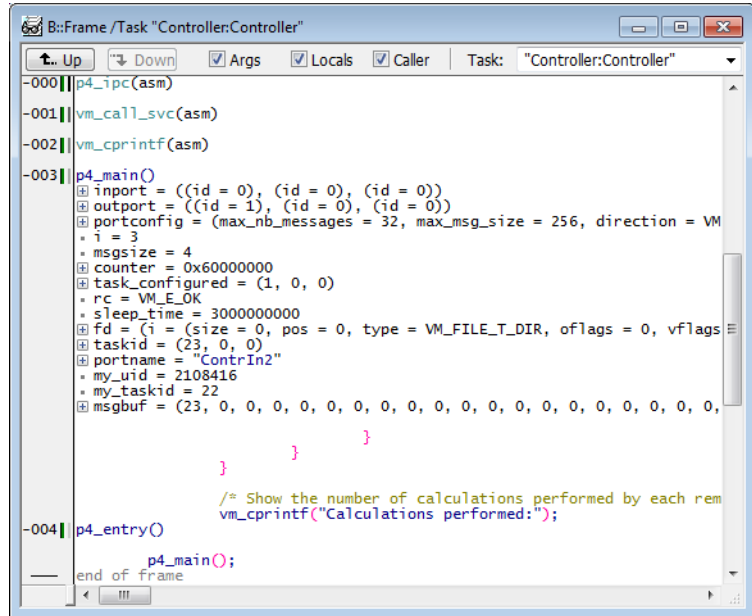 B::Frame /Task "Controller:Controller"
Up Down Args Locals Caller Task: "Controller:Controller"
-000 p4_ipc(asm)
-001 vm_call_svc(asm)
-002 vm_cprintf(asm)
-003 p4_main()
inport = ((id = 0), (id = 0), (id = 0))
outport = ((id = 1), (id = 0), (id = 0))
portconfig = (max_nb_messages = 32, max_msg_size = 256, direction = VM
i = 3
msgsize = 4
counter = 0x60000000
task_configured = (1, 0, 0)
rc = VM_E_OK
sleep_time = 3000000000
fd = (i = (size = 0, pos = 0, type = VM_FILE_T_DIR, oflags = 0, vflags
taskid = (23, 0, 0)
portname = "ContrIn2"
my_uid = 2108416
my_taskid = 22
msgbuf = (23, 0, 0, 0, 0, 0, 0, 0, 0, 0, 0, 0, 0, 0, 0, 0, 0, 0, 0, 0,
}
}
}
/* Show the number of calculations performed by each rem
vm_cprintf("Calculations performed:");
-004 p4_entry()
p4_main();
end of frame